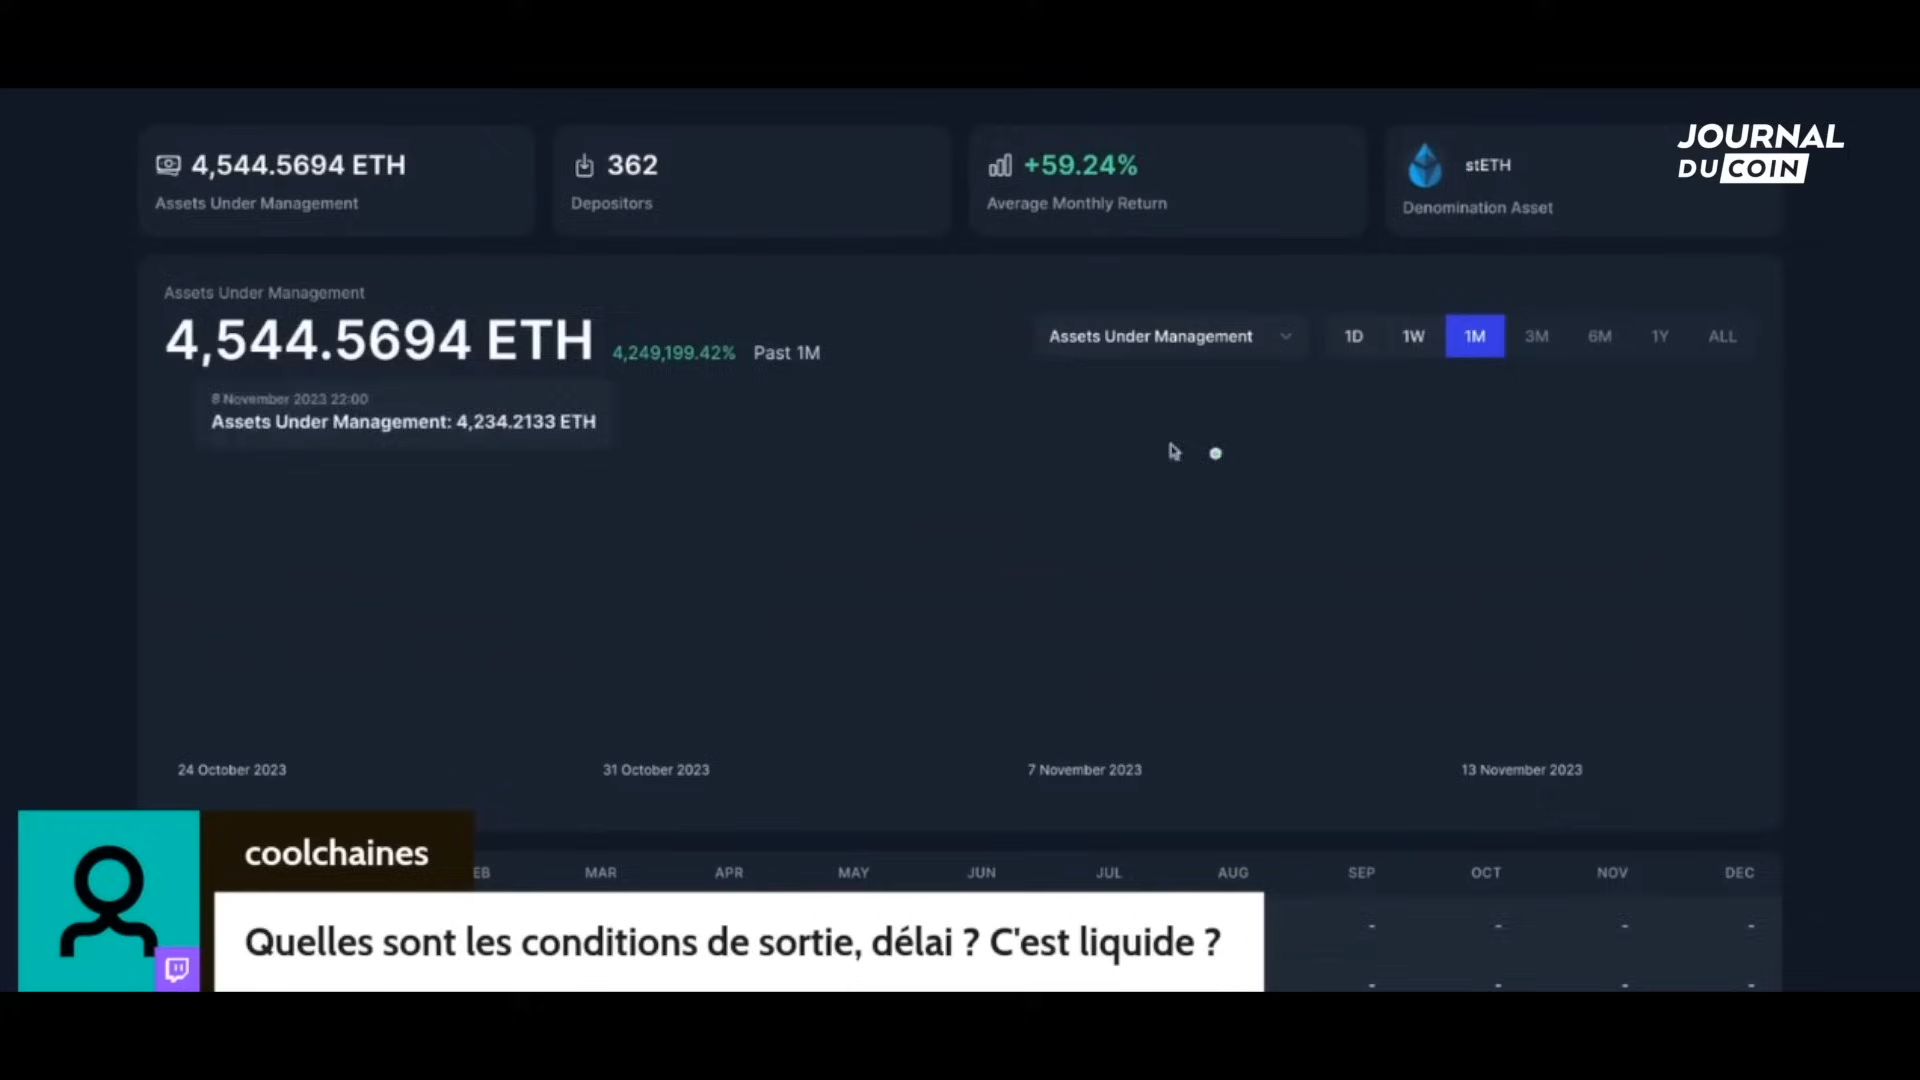 JOURNAL
DU COIN
4,544.5694 ETH
Assets Under Management
362
Depositors
+59.24%
Average Monthly Return
stETH
Denomination Asset
Assets Under Management
4,544.5694 ETH 4,249,199.42% Past 1M
Assets Under Management 1D 1W 1M 3M 6M 1Y ALL
8 November 2023 22:00
Assets Under Management: 4,234.2133 ETH
24 October 2023 31 October 2023 7 November 2023 13 November 2023
EB MAR APR MAY JUN JUL AUG SEP OCT NOV DEC
- - - -
- - - -
coolchaines
Quelles sont les conditions de sortie, délai ? C'est liquide ?